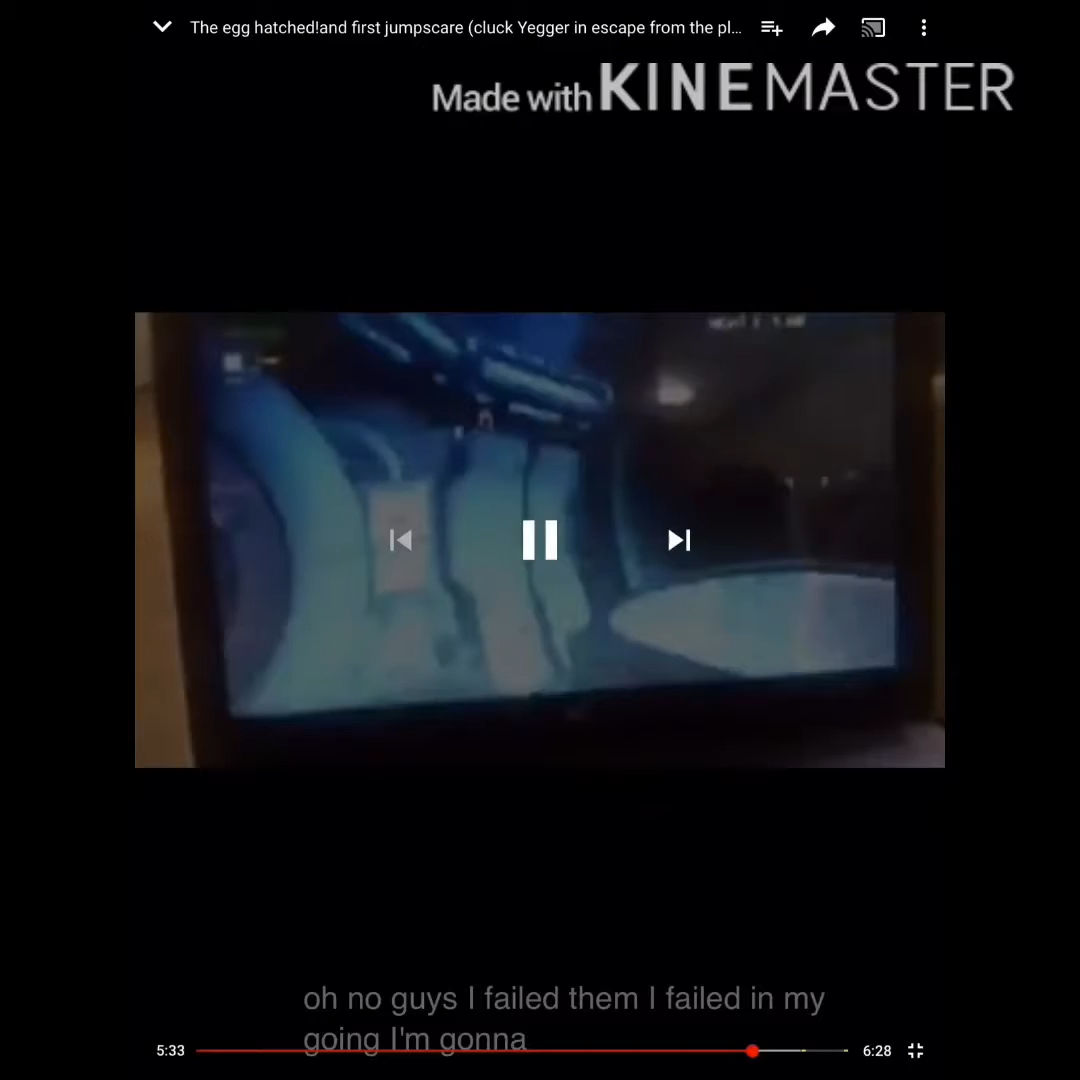 The egg hatched!and first jumpscare (cluck Yegger in escape from the pl...
Made with KINEMASTER
oh no guys I failed them I failed in my
going I'm gonna
5:33
6:28